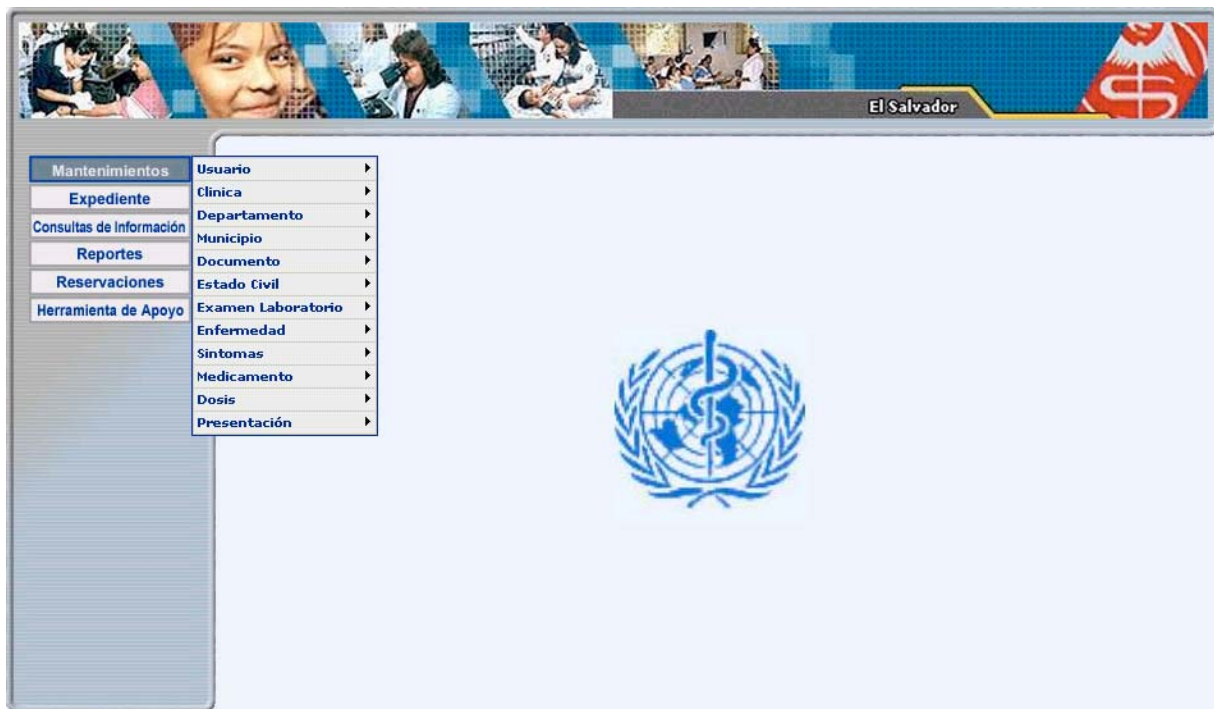 El Salvador
Mantenimientos
Expediente
Consultas de Información
Reportes
Reservaciones
Herramienta de Apoyo
Usuario
Clinica
Departamento
Municipio
Documento
Estado Civil
Examen Laboratorio
Enfermedad
Sintomas
Medicamento
Dosis
Presentación